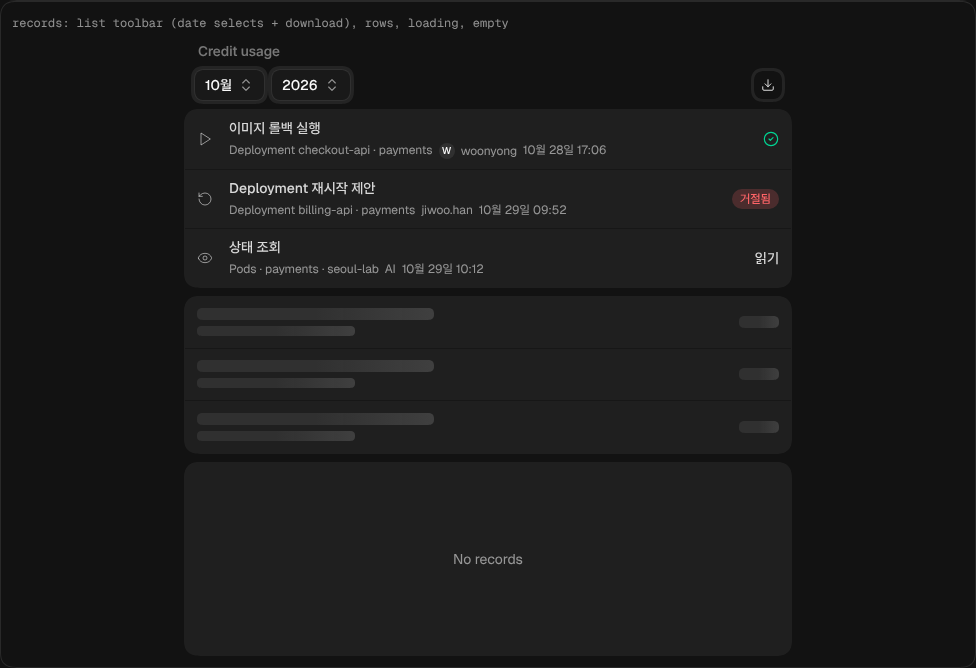 records: list toolbar (date selects + download), rows, loading, empty
Credit usage
10월 2026
이미지 롤백 실행
Deployment checkout-api · payments W woonyong 10월 28일 17:06
Deployment 재시작 제안
Deployment billing-api · payments jiwoo.han 10월 29일 09:52
거절됨
상태 조회
Pods · payments · seoul-lab AI 10월 29일 10:12
읽기
No records